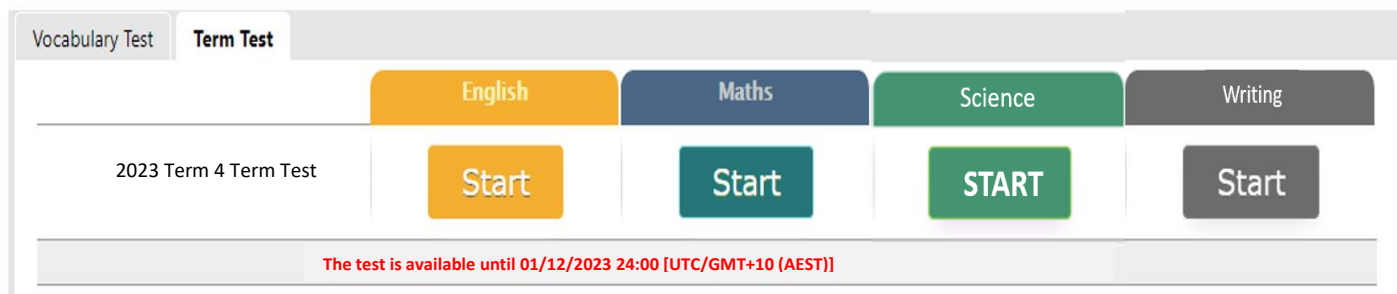 Vocabulary Test Term Test
English Maths Science Writing
2023 Term 4 Term Test Start Start START Start
The test is available until 01/12/2023 24:00 [UTC/GMT+10 (AEST)]